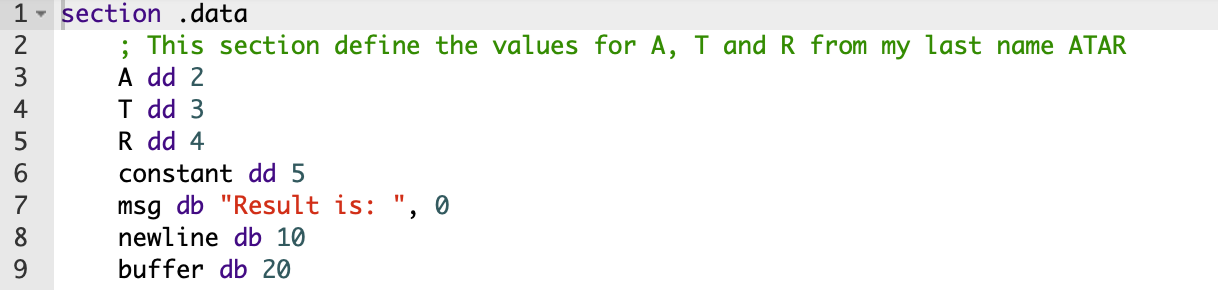 1 section .data
2 ; This section define the values for A, T and R from my last name ATAR
3 A dd 2
4 T dd 3
5 R dd 4
6 constant dd 5
7 msg db "Result is: ", 0
8 newline db 10
9 buffer db 20